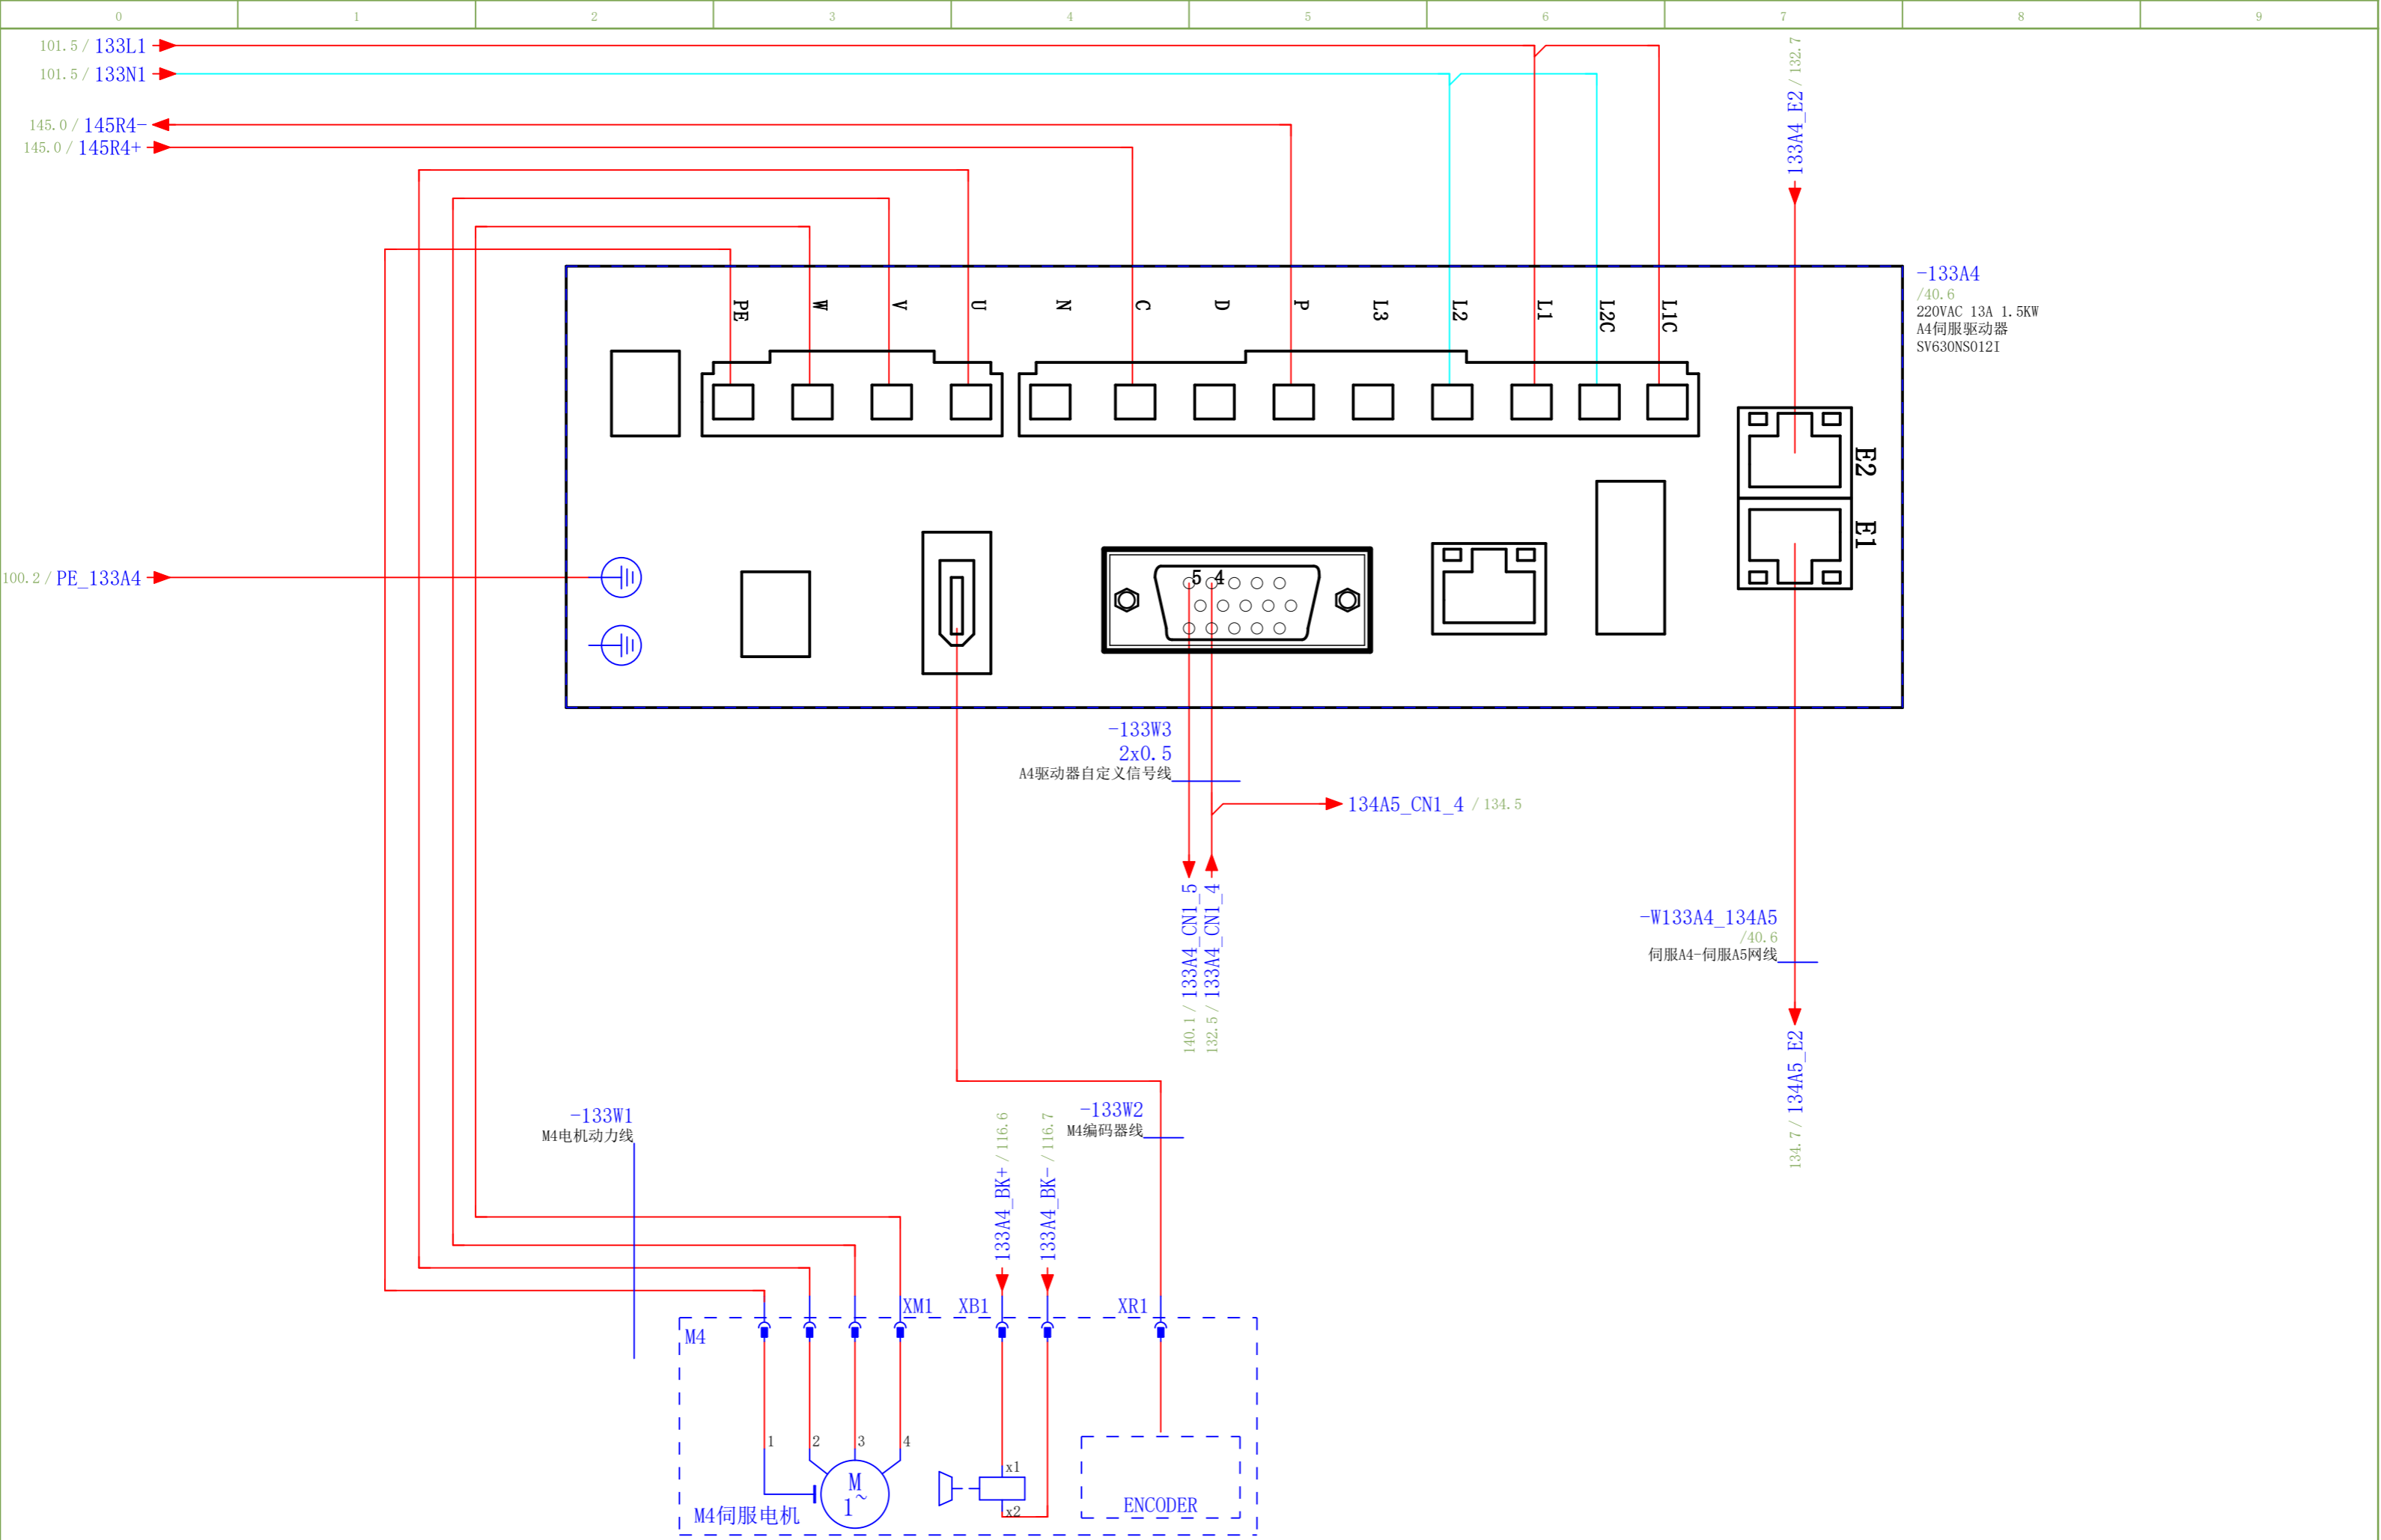 0 1 2 3 4 5 6 7 8 9
101.5 / 133L1
101.5 / 133N1
145.0 / 145R4-
145.0 / 145R4+
133A4_E2 / 132.7
-133A4
/40.6
220VAC 13A 1.5KW
A4伺服驱动器
SV630NS012I
PE W V U N C D P L3 L2 L1 L2C L1C
E2
E1
100.2 / PE_133A4
5 4
-133W3
2x0.5
A4驱动器自定义信号线
134A5_CN1_4 / 134.5
140.1 / 133A4_CN1_5
132.5 / 133A4_CN1_4
-W133A4_134A5
/40.6
伺服A4-伺服A5网线
134.7 / 134A5_E2
-133W1
M4电机动力线
133A4_BK+ / 116.6
133A4_BK- / 116.7
-133W2
M4编码器线
XM1 XB1 XR1
M4
1 2 3 4
M
1~
x1
x2
ENCODER
M4伺服电机